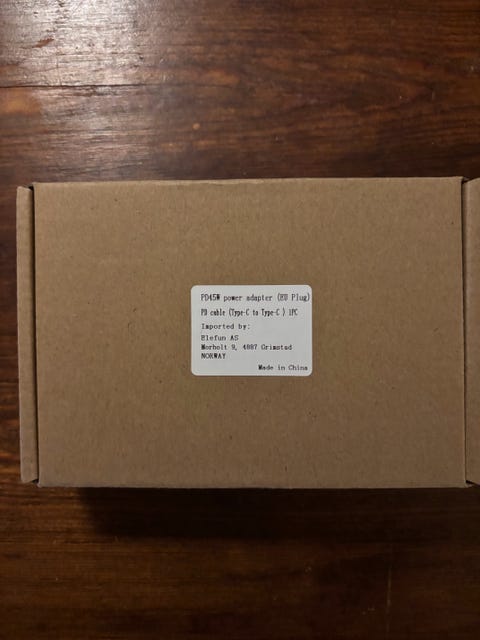 PD45W power adapter (EU Plug)
PD cable (Type-C to Type-C ) 1PC
Imported by:
Elefun AS
Morholt 9, 4887 Grimstad
NORWAY
Made in China